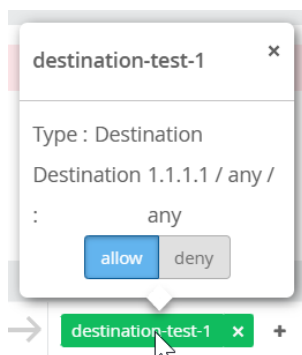 destination-test-1 ×
Type : Destination
Destination 1.1.1.1 / any /
: any
allow deny
destination-test-1 × +